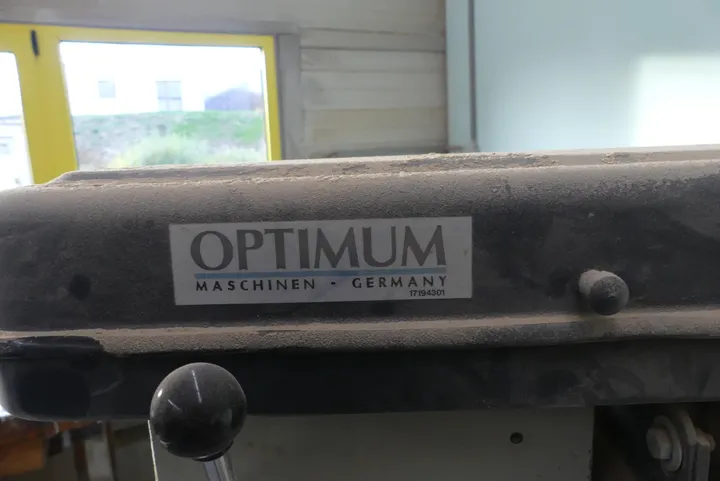 OPTIMUM
MASCHINEN - GERMANY
17194301